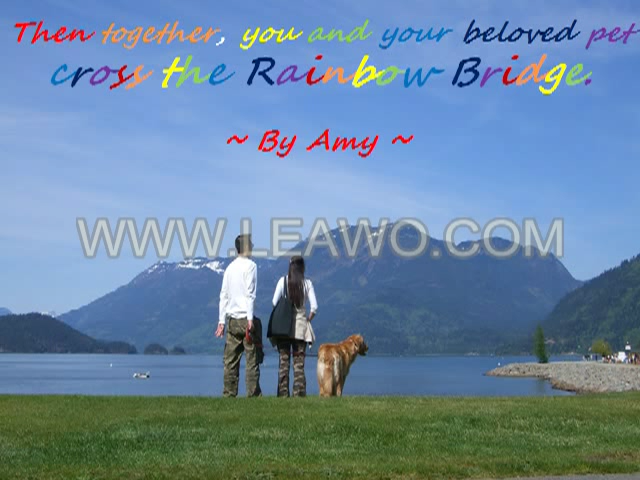 Then together, you and your beloved pet
cross the Rainbow Bridge.
~ By Amy ~
WWW.LEAWO.COM